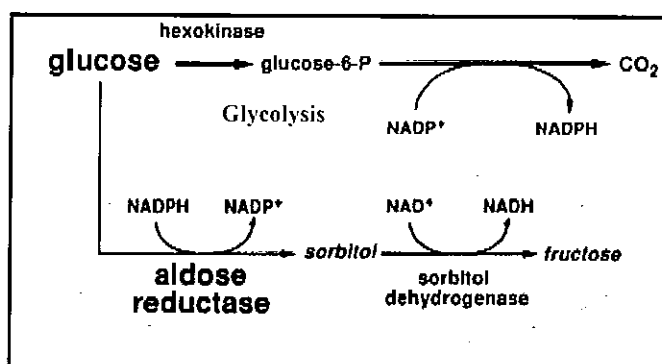 hexokinase
glucose glucose-6-P CO₂
Glycolysis
NADP⁺ NADPH
NADPH NADP⁺ NAD⁺ NADH
sorbitol fructose
aldose
reductase
sorbitol
dehydrogenase